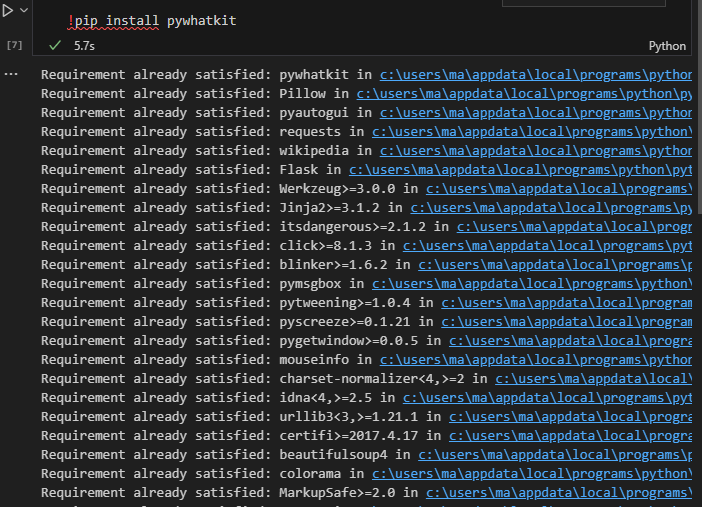 !pip install pywhatkit
[7] 5.7s Python
... Requirement already satisfied: pywhatkit in c:\users\ma\appdata\local\programs\python
Requirement already satisfied: Pillow in c:\users\ma\appdata\local\programs\python\py
Requirement already satisfied: pyautogui in c:\users\ma\appdata\local\programs\python
Requirement already satisfied: requests in c:\users\ma\appdata\local\programs\python\
Requirement already satisfied: wikipedia in c:\users\ma\appdata\local\programs\python
Requirement already satisfied: Flask in c:\users\ma\appdata\local\programs\python\pyt
Requirement already satisfied: Werkzeug>=3.0.0 in c:\users\ma\appdata\local\programs\
Requirement already satisfied: Jinja2>=3.1.2 in c:\users\ma\appdata\local\programs\py
Requirement already satisfied: itsdangerous>=2.1.2 in c:\users\ma\appdata\local\progr
Requirement already satisfied: click>=8.1.3 in c:\users\ma\appdata\local\programs\pyt
Requirement already satisfied: blinker>=1.6.2 in c:\users\ma\appdata\local\programs\p
Requirement already satisfied: pymsgbox in c:\users\ma\appdata\local\programs\python\
Requirement already satisfied: pytweening>=1.0.4 in c:\users\ma\appdata\local\program
Requirement already satisfied: pyscreeze>=0.1.21 in c:\users\ma\appdata\local\program
Requirement already satisfied: pygetwindow>=0.0.5 in c:\users\ma\appdata\local\progra
Requirement already satisfied: mouseinfo in c:\users\ma\appdata\local\programs\python
Requirement already satisfied: charset-normalizer<4,>=2 in c:\users\ma\appdata\local\
Requirement already satisfied: idna<4,>=2.5 in c:\users\ma\appdata\local\programs\pyt
Requirement already satisfied: urllib3<3,>=1.21.1 in c:\users\ma\appdata\local\progra
Requirement already satisfied: certifi>=2017.4.17 in c:\users\ma\appdata\local\progra
Requirement already satisfied: beautifulsoup4 in c:\users\ma\appdata\local\programs\p
Requirement already satisfied: colorama in c:\users\ma\appdata\local\programs\python\
Requirement already satisfied: MarkupSafe>=2.0 in c:\users\ma\appdata\local\programs\